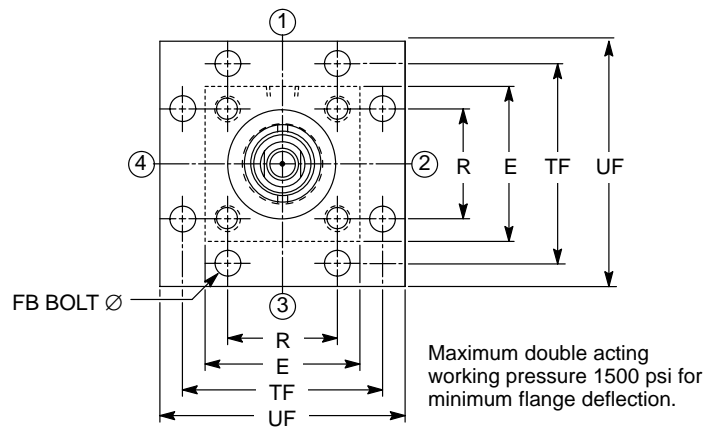 1
4
2
R
E
TF
UF
FB BOLT ∅
3
R
E
TF
UF
Maximum double acting
working pressure 1500 psi for
minimum flange deflection.